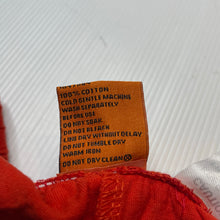 100% COTTON
COLD GENTLE MACHINE
WASH SEPARATELY
BEFORE USE
DO NOT SOAK
DO NOT BLEACH
LINE DRY WITHOUT DELAY
DO NOT TUMBLE DRY
WARM IRON
DO NOT DRY CLEAN